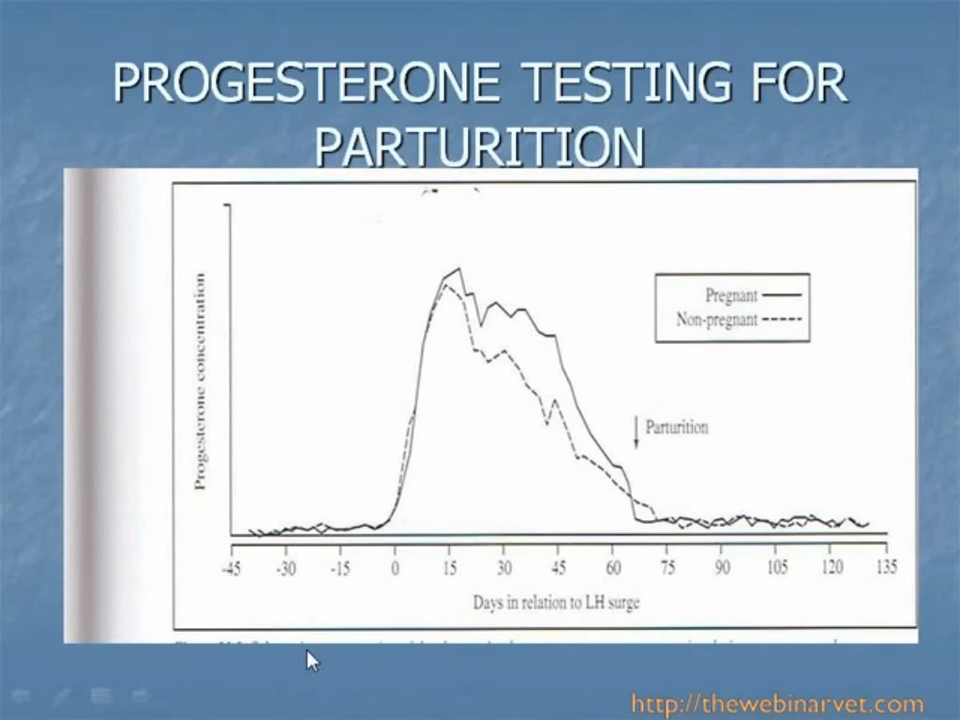 PROGESTERONE TESTING FOR
PARTURITION
Progesterone concentration
Pregnant
Non-pregnant
Parturition
-45 -30 -15 0 15 30 45 60 75 90 105 120 135
Days in relation to LH surge
http://thewebinarvet.com